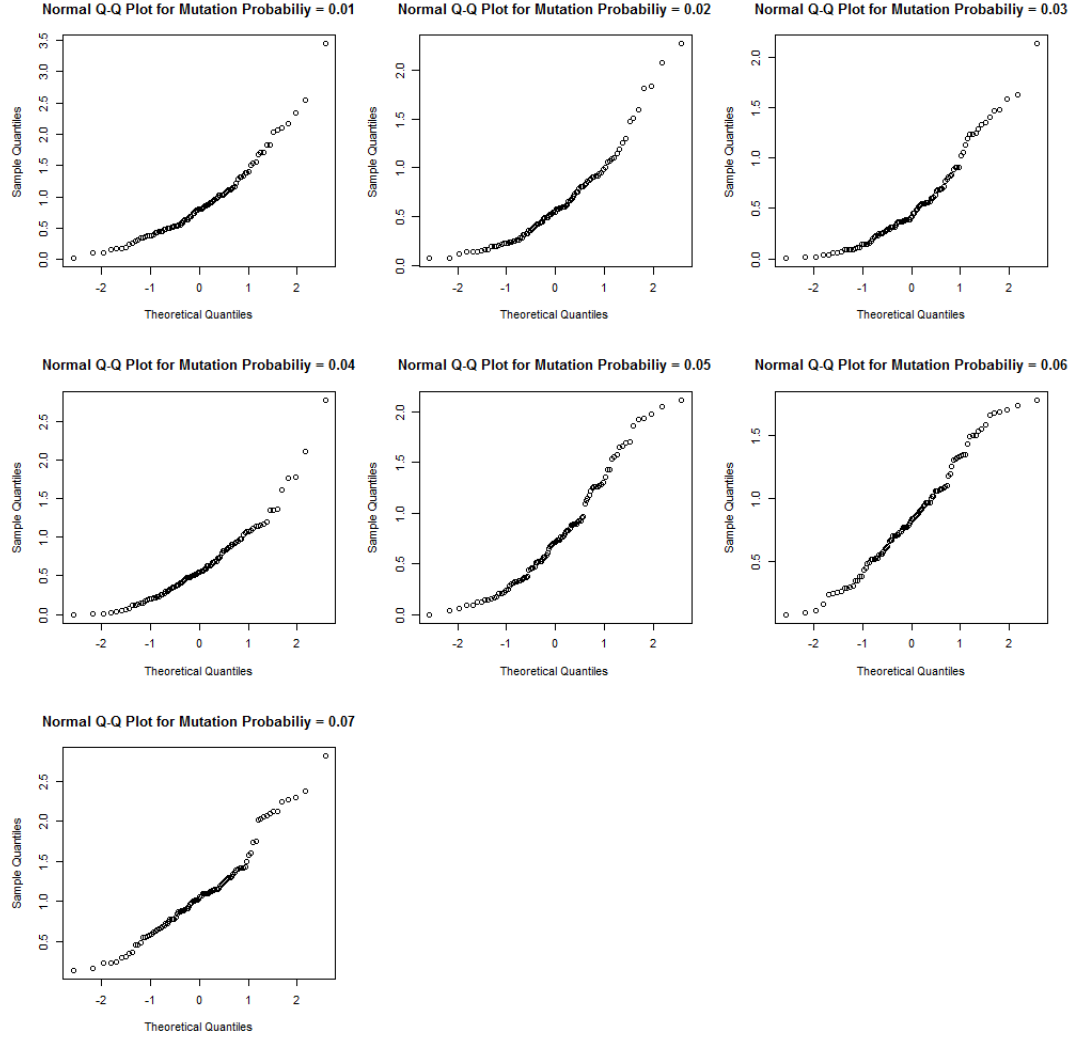 Normal Q-Q Plot for Mutation Probabiliy = 0.01
Sample Quantiles
0.0 0.5 1.0 1.5 2.0 2.5 3.0 3.5
-2 -1 0 1 2
Theoretical Quantiles
Normal Q-Q Plot for Mutation Probabiliy = 0.02
Sample Quantiles
0.0 0.5 1.0 1.5 2.0
-2 -1 0 1 2
Theoretical Quantiles
Normal Q-Q Plot for Mutation Probabiliy = 0.03
Sample Quantiles
0.0 0.5 1.0 1.5 2.0
-2 -1 0 1 2
Theoretical Quantiles
Normal Q-Q Plot for Mutation Probabiliy = 0.04
Sample Quantiles
0.0 0.5 1.0 1.5 2.0 2.5
-2 -1 0 1 2
Theoretical Quantiles
Normal Q-Q Plot for Mutation Probabiliy = 0.05
Sample Quantiles
0.0 0.5 1.0 1.5 2.0
-2 -1 0 1 2
Theoretical Quantiles
Normal Q-Q Plot for Mutation Probabiliy = 0.06
Sample Quantiles
0.5 1.0 1.5
-2 -1 0 1 2
Theoretical Quantiles
Normal Q-Q Plot for Mutation Probabiliy = 0.07
Sample Quantiles
0.5 1.0 1.5 2.0 2.5
-2 -1 0 1 2
Theoretical Quantiles